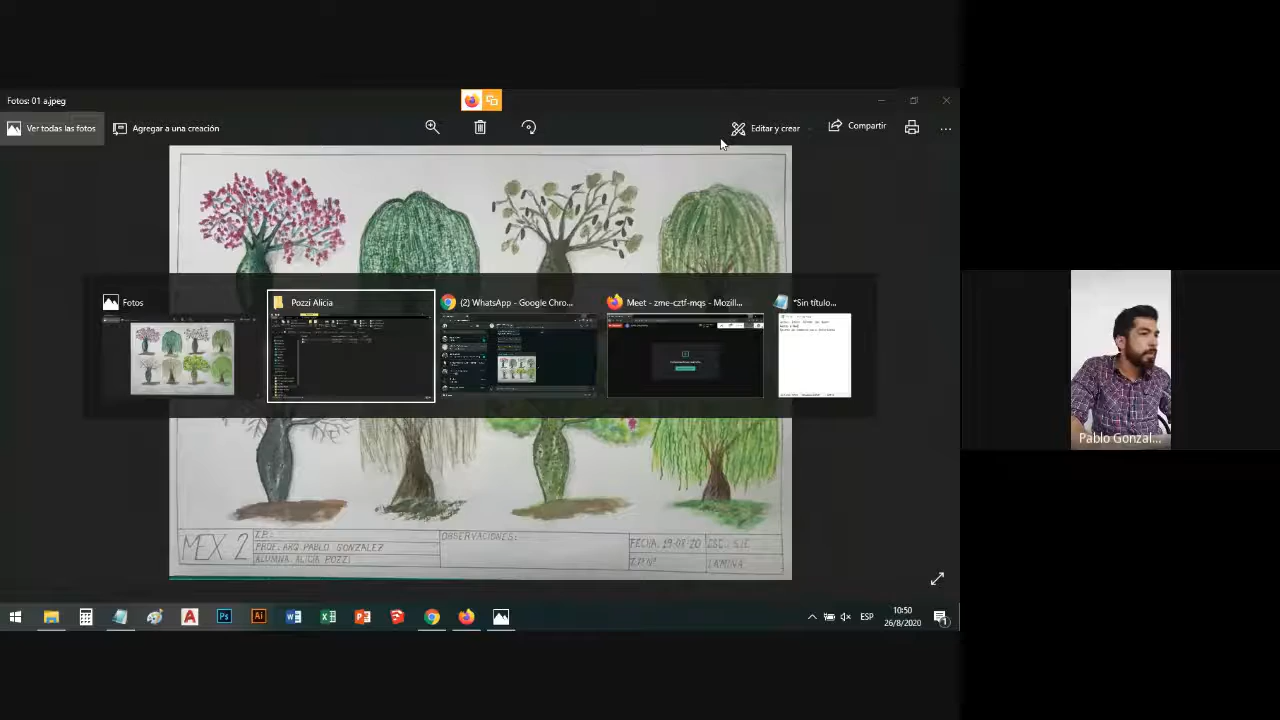 Fotos: 01 a.jpeg
Ver todas las fotos
Agregar a una creación
Editar y crear
Compartir
Fotos
Pozzi Alicia
(2) WhatsApp - Google Chro...
Meet - zme-cztf-mqs - Mozill...
*Sin título...
Pablo Gonzal...
MEX 2
T.P.:
PROF. ARQ PABLO GONZALEZ
ALUMNA: ALICIA POZZI
OBSERVACIONES:
FECHA: 19-08-20
ESC: S/E
T.P. Nº
LAMINA
10:50
ESP
26/8/2020